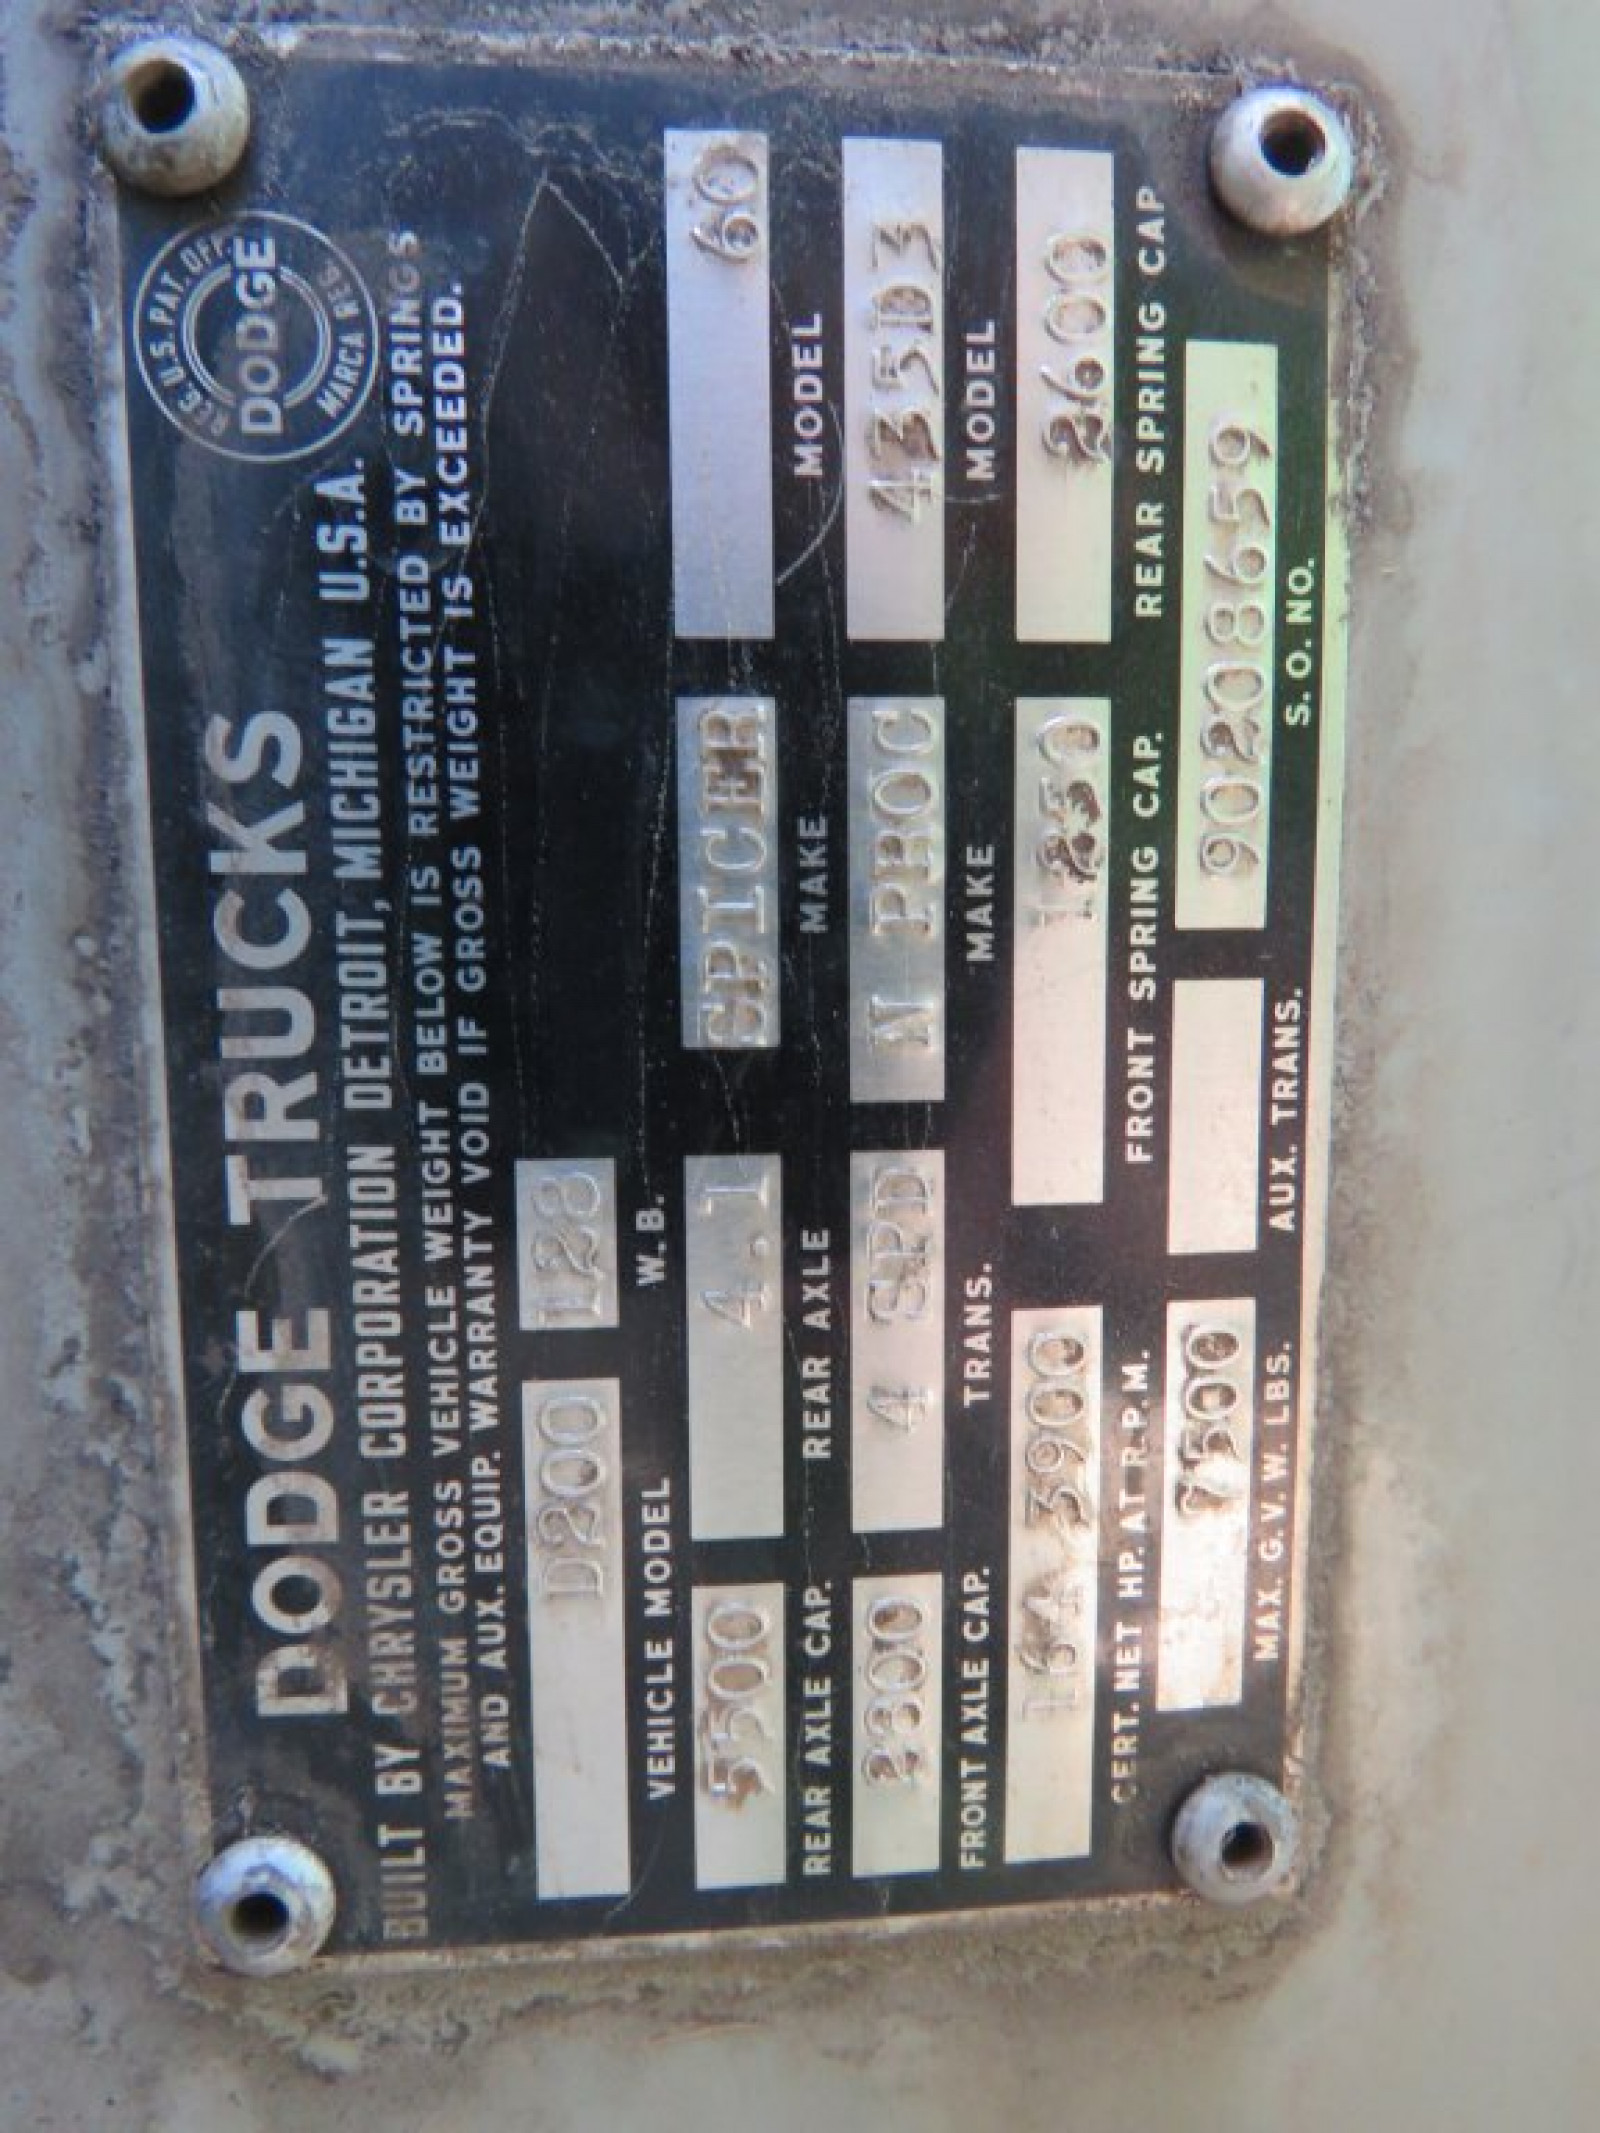 DODGE TRUCKS
REG. U.S. PAT. OFF.
DODGE
MARCA REG.
BUILT BY CHRYSLER CORPORATION DETROIT, MICHIGAN U.S.A.
MAXIMUM GROSS VEHICLE WEIGHT BELOW IS RESTRICTED BY SPRINGS
AND AUX. EQUIP. WARRANTY VOID IF GROSS WEIGHT IS EXCEEDED.
D200 128
VEHICLE MODEL W.B.
5500 4.1 SPICER 60
REAR AXLE CAP. REAR AXLE MAKE MODEL
2800 4 SPD N PROC 435D3
FRONT AXLE CAP. TRANS. MAKE MODEL
3900 2600
CERT. NET HP. AT R.P.M. FRONT SPRING CAP. REAR SPRING CAP
7500 90208659
MAX. G.V.W. LBS. AUX. TRANS. S.O. NO.